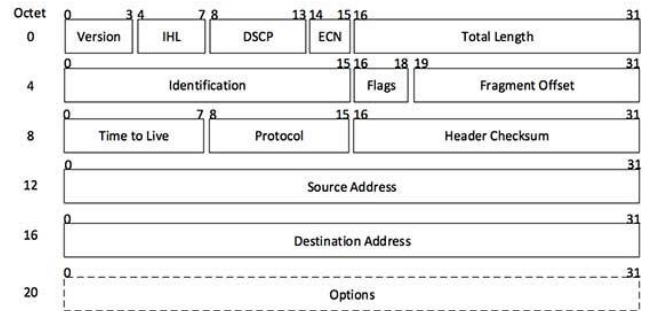 Octet 0 3 4 7 8 13 14 15 16 31
0 Version IHL DSCP ECN Total Length
0 15 16 18 19 31
4 Identification Flags Fragment Offset
0 7 8 15 16 31
8 Time to Live Protocol Header Checksum
0 31
12 Source Address
0 31
16 Destination Address
0 31
20 Options